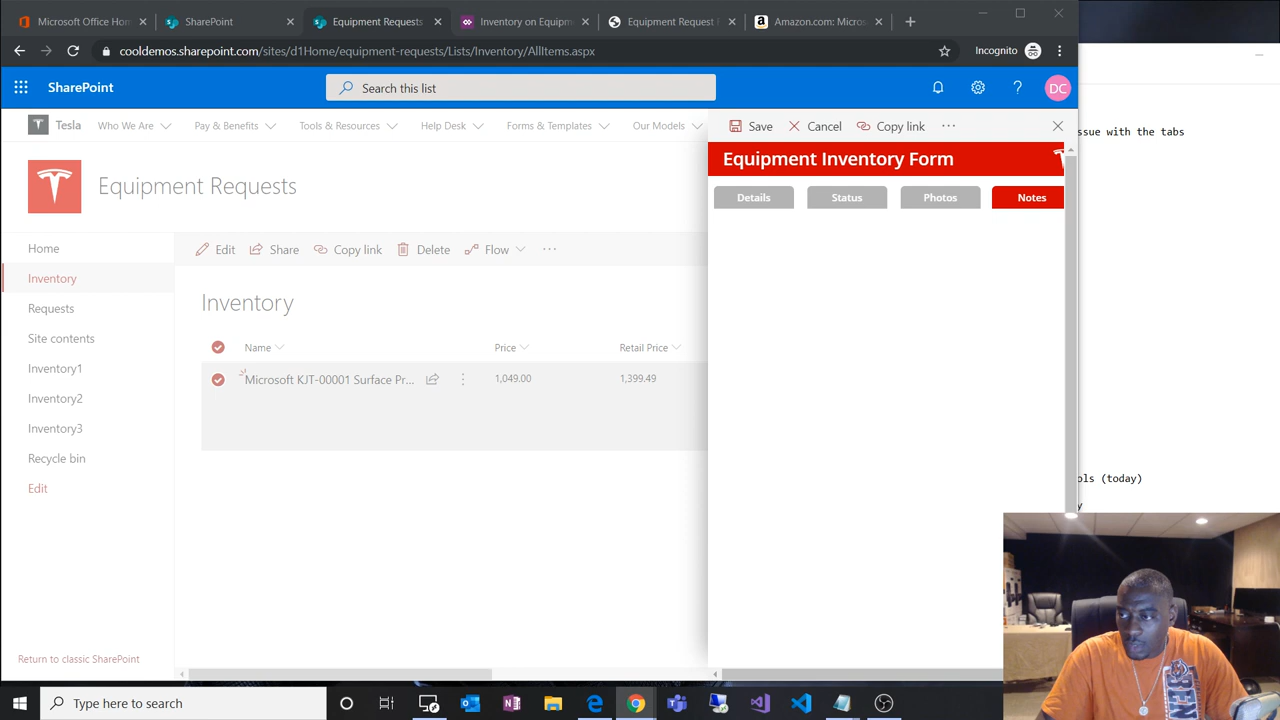 Microsoft Office Hom
SharePoint
Equipment Requests
Inventory on Equipm
Equipment Request F
Amazon.com: Micros
cooldemos.sharepoint.com/sites/d1Home/equipment-requests/Lists/Inventory/AllItems.aspx
Incognito
SharePoint
Search this list
DC
Tesla
Who We Are
Pay & Benefits
Tools & Resources
Help Desk
Forms & Templates
Our Models
Save
Cancel
Copy link
ssue with the tabs
Equipment Inventory Form
Equipment Requests
Details
Status
Photos
Notes
Home
Edit
Share
Copy link
Delete
Flow
Inventory
Requests
Site contents
Inventory1
Inventory2
Inventory3
Recycle bin
Edit
Inventory
Name
Price
Retail Price
Microsoft KJT-00001 Surface Pr...
1,049.00
1,399.49
ols (today)
y
Return to classic SharePoint
Type here to search